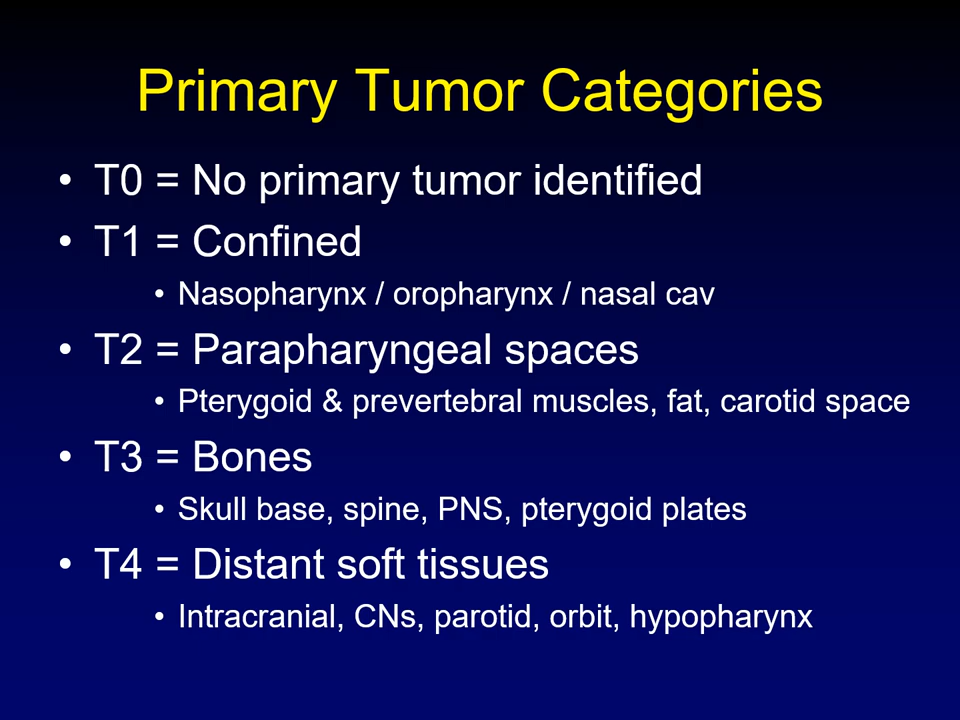 Primary Tumor Categories
• T0 = No primary tumor identified
• T1 = Confined
• Nasopharynx / oropharynx / nasal cav
• T2 = Parapharyngeal spaces
• Pterygoid & prevertebral muscles, fat, carotid space
• T3 = Bones
• Skull base, spine, PNS, pterygoid plates
• T4 = Distant soft tissues
• Intracranial, CNs, parotid, orbit, hypopharynx